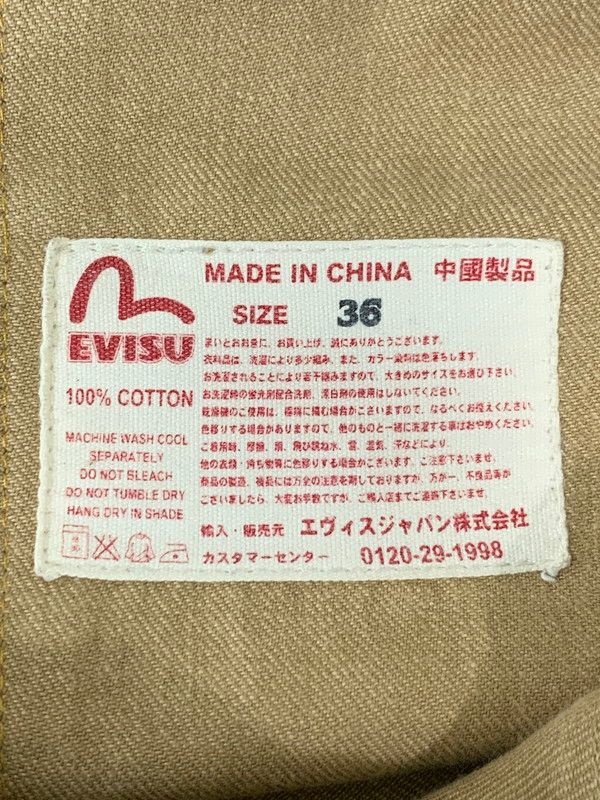 EVISU
100% COTTON
MACHINE WASH COOL
SEPARATELY
DO NOT BLEACH
DO NOT TUMBLE DRY
HANG DRY IN SHADE
MADE IN CHINA 中國製品
SIZE 36
まいどおおきに、お買い上げ、誠にありがとうございます。
衣料品は、洗濯により多少縮み、また、カラー染料は色落ちします。
お洗濯されることにより若干縮みますので、大きめのサイズをお選び下さい。
お洗濯時の蛍光剤配合洗剤、漂白剤の使用はしないでください。
乾燥機のご使用は、極端に縮む場合がございますので、なるべくお控えください。
色移りする場合がありますので、他のものと一緒に洗濯する事はおやめください。
ご着用時、摩擦、雨、飛び跳ね水、雪、湿気、汗などにより、
他の衣類・持ち物等に色移りする場合がございます。ご注意下さいませ。
商品の製造、検品には万全の注意を期しておりますが、万が一、不良品等が
ございましたら、大変お手数ですが、ご購入店までご連絡下さいませ。
輸入・販売元 エヴィスジャパン株式会社
カスタマーセンター 0120-29-1998